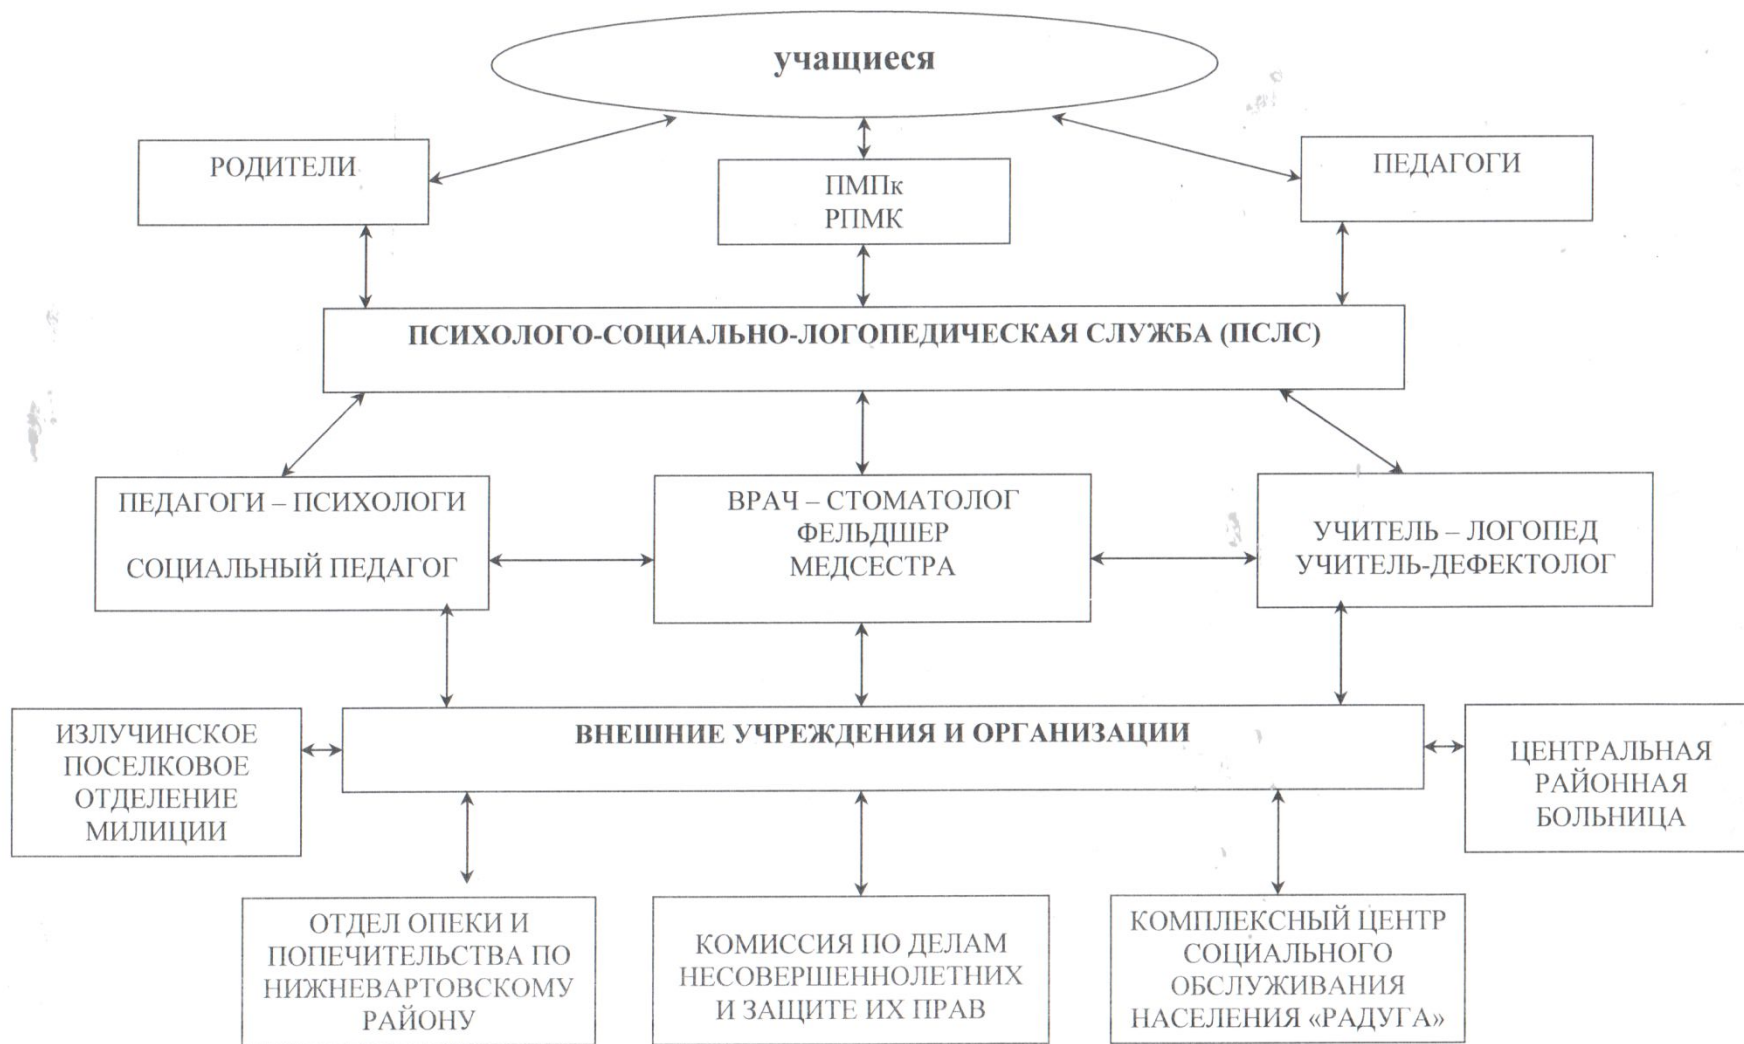 учащиеся
РОДИТЕЛИ
ПМПк
РПМК
ПЕДАГОГИ
ПСИХОЛОГО-СОЦИАЛЬНО-ЛОГОПЕДИЧЕСКАЯ СЛУЖБА (ПСЛС)
ПЕДАГОГИ – ПСИХОЛОГИ
СОЦИАЛЬНЫЙ ПЕДАГОГ
ВРАЧ – СТОМАТОЛОГ
ФЕЛЬДШЕР
МЕДСЕСТРА
УЧИТЕЛЬ – ЛОГОПЕД
УЧИТЕЛЬ-ДЕФЕКТОЛОГ
ИЗЛУЧИНСКОЕ
ПОСЕЛКОВОЕ
ОТДЕЛЕНИЕ
МИЛИЦИИ
ВНЕШНИЕ УЧРЕЖДЕНИЯ И ОРГАНИЗАЦИИ
ЦЕНТРАЛЬНАЯ
РАЙОННАЯ
БОЛЬНИЦА
ОТДЕЛ ОПЕКИ И
ПОПЕЧИТЕЛЬСТВА ПО
НИЖНЕВАРТОВСКОМУ
РАЙОНУ
КОМИССИЯ ПО ДЕЛАМ
НЕСОВЕРШЕННОЛЕТНИХ
И ЗАЩИТЕ ИХ ПРАВ
КОМПЛЕКСНЫЙ ЦЕНТР
СОЦИАЛЬНОГО
ОБСЛУЖИВАНИЯ
НАСЕЛЕНИЯ «РАДУГА»